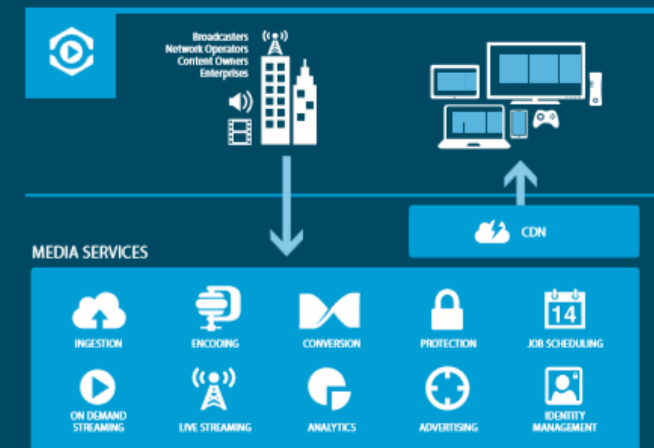 Broadcasters
Network Operators
Content Owners
Enterprises
CDN
MEDIA SERVICES
INGESTION
ENCODING
CONVERSION
PROTECTION
14
JOB SCHEDULING
ON DEMAND
STREAMING
LIVE STREAMING
ANALYTICS
ADVERTISING
IDENTITY
MANAGEMENT